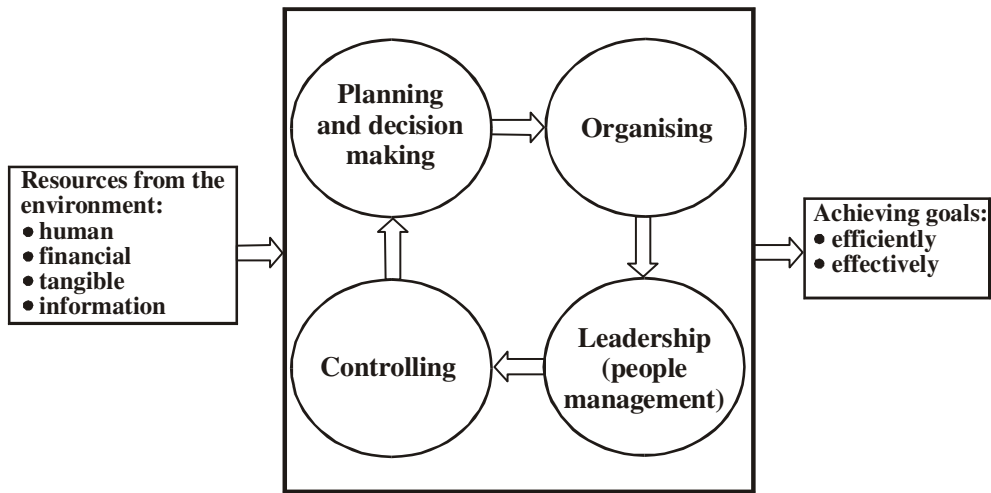 Resources from the
environment:
• human
• financial
• tangible
• information
Planning
and decision
making
Organising
Leadership
(people
management)
Controlling
Achieving goals:
• efficiently
• effectively